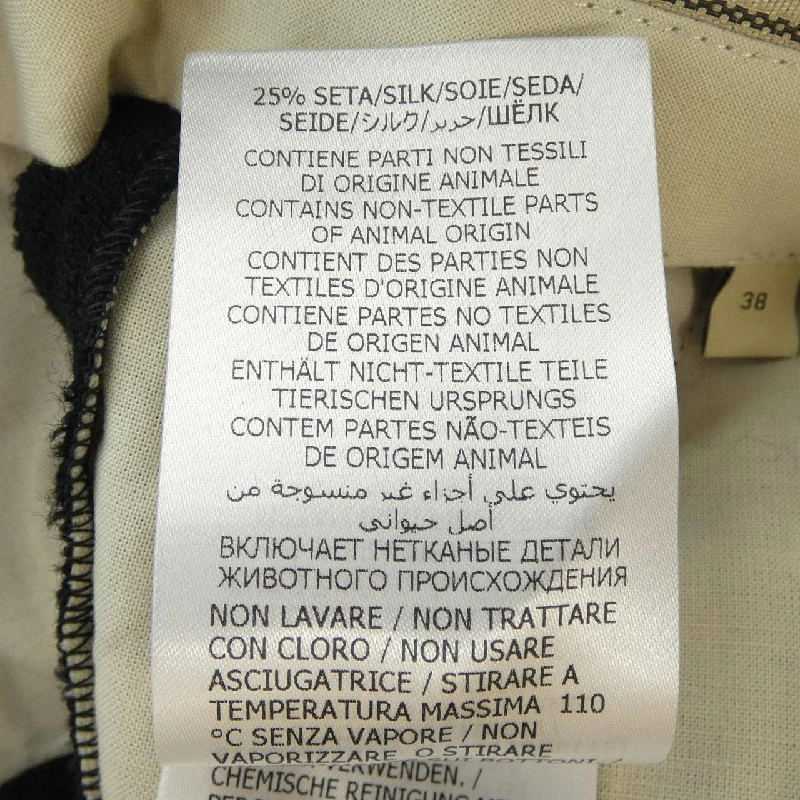 25% SETA/SILK/SOIE/SEDA/
SEIDE/シルク/حرير/ШЁЛК
CONTIENE PARTI NON TESSILI
DI ORIGINE ANIMALE
CONTAINS NON-TEXTILE PARTS
OF ANIMAL ORIGIN
CONTIENT DES PARTIES NON
TEXTILES D'ORIGINE ANIMALE
CONTIENE PARTES NO TEXTILES
DE ORIGEN ANIMAL
ENTHÄLT NICHT-TEXTILE TEILE
TIERISCHEN URSPRUNGS
CONTEM PARTES NÃO-TEXTEIS
DE ORIGEM ANIMAL
يحتوي على أجزاء غير منسوجة من
أصل حيواني
ВКЛЮЧАЕТ НЕТКАНЫЕ ДЕТАЛИ
ЖИВОТНОГО ПРОИСХОЖДЕНИЯ
NON LAVARE / NON TRATTARE
CON CLORO / NON USARE
ASCIUGATRICE / STIRARE A
TEMPERATURA MASSIMA 110
°C SENZA VAPORE / NON
VAPORIZZARE O STIRARE
VERWENDEN. /
CHEMISCHE REINIGUNG
38